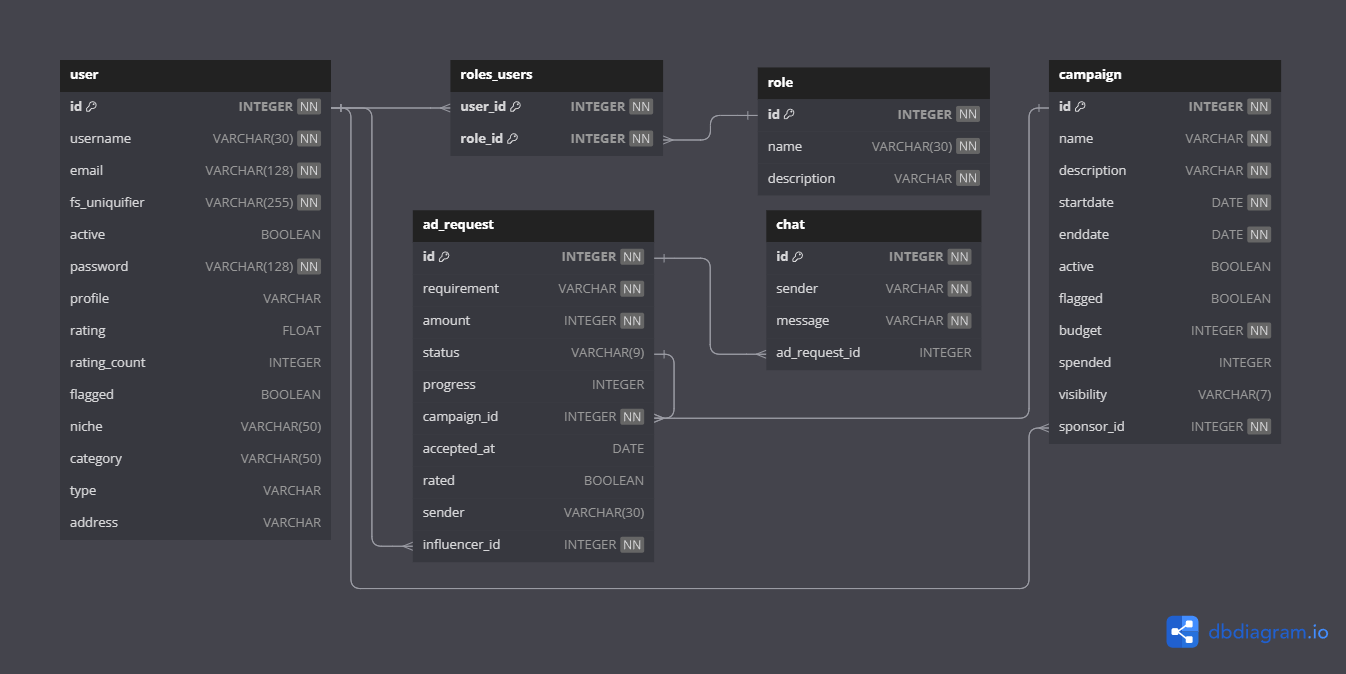 user
id INTEGER NN
username VARCHAR(30) NN
email VARCHAR(128) NN
fs_uniquifier VARCHAR(255) NN
active BOOLEAN
password VARCHAR(128) NN
profile VARCHAR
rating FLOAT
rating_count INTEGER
flagged BOOLEAN
niche VARCHAR(50)
category VARCHAR(50)
type VARCHAR
address VARCHAR
roles_users
user_id INTEGER NN
role_id INTEGER NN
role
id INTEGER NN
name VARCHAR(30) NN
description VARCHAR NN
ad_request
id INTEGER NN
requirement VARCHAR NN
amount INTEGER NN
status VARCHAR(9)
progress INTEGER
campaign_id INTEGER NN
accepted_at DATE
rated BOOLEAN
sender VARCHAR(30)
influencer_id INTEGER NN
chat
id INTEGER NN
sender VARCHAR NN
message VARCHAR NN
ad_request_id INTEGER
campaign
id INTEGER NN
name VARCHAR NN
description VARCHAR NN
startdate DATE NN
enddate DATE NN
active BOOLEAN
flagged BOOLEAN
budget INTEGER NN
spended INTEGER
visibility VARCHAR(7)
sponsor_id INTEGER NN
dbdiagram.io